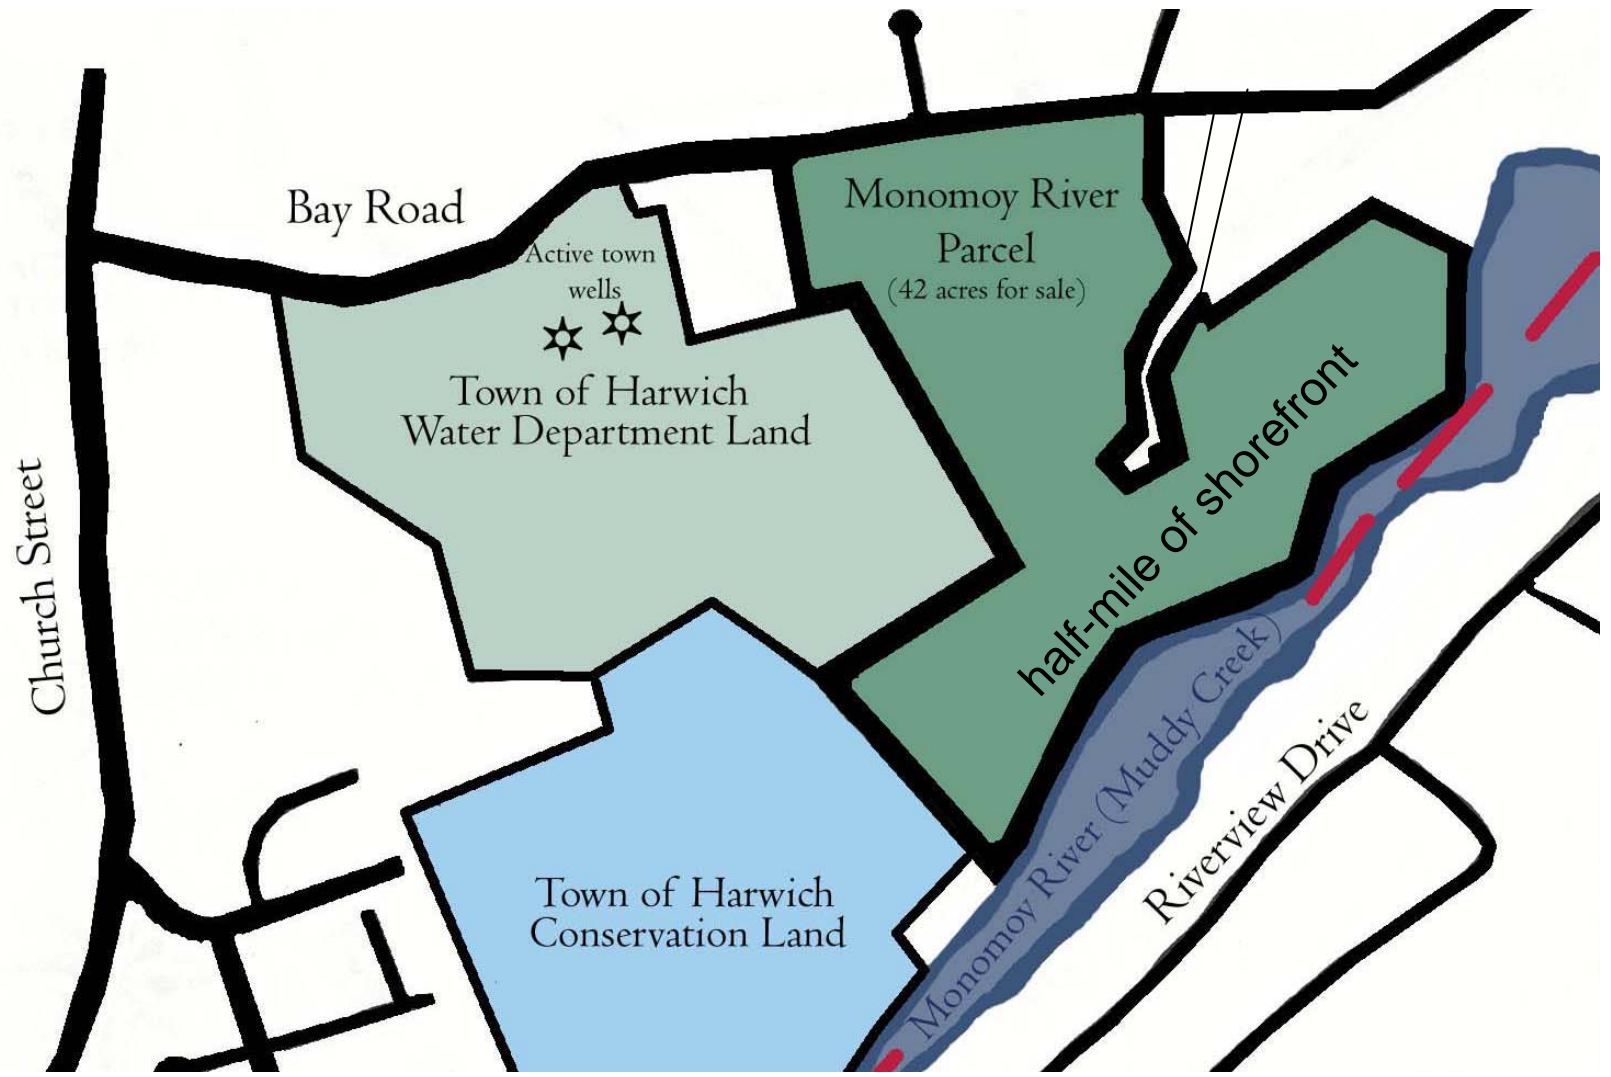 Bay Road
Monomoy River
Parcel
(42 acres for sale)
Active town
wells
Town of Harwich
Water Department Land
Church Street
half-mile of shorefront
Monomoy River (Muddy Creek)
Riverview Drive
Town of Harwich
Conservation Land